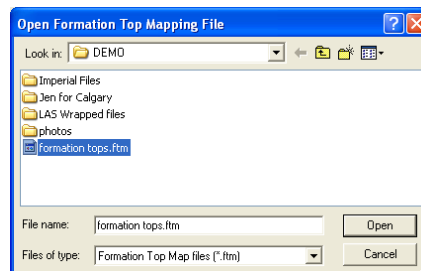 Open Formation Top Mapping File
Look in: DEMO
Imperial Files
Jen for Calgary
LAS Wrapped files
photos
formation tops.ftm
File name: formation tops.ftm Open
Files of type: Formation Top Map files (*.ftm) Cancel